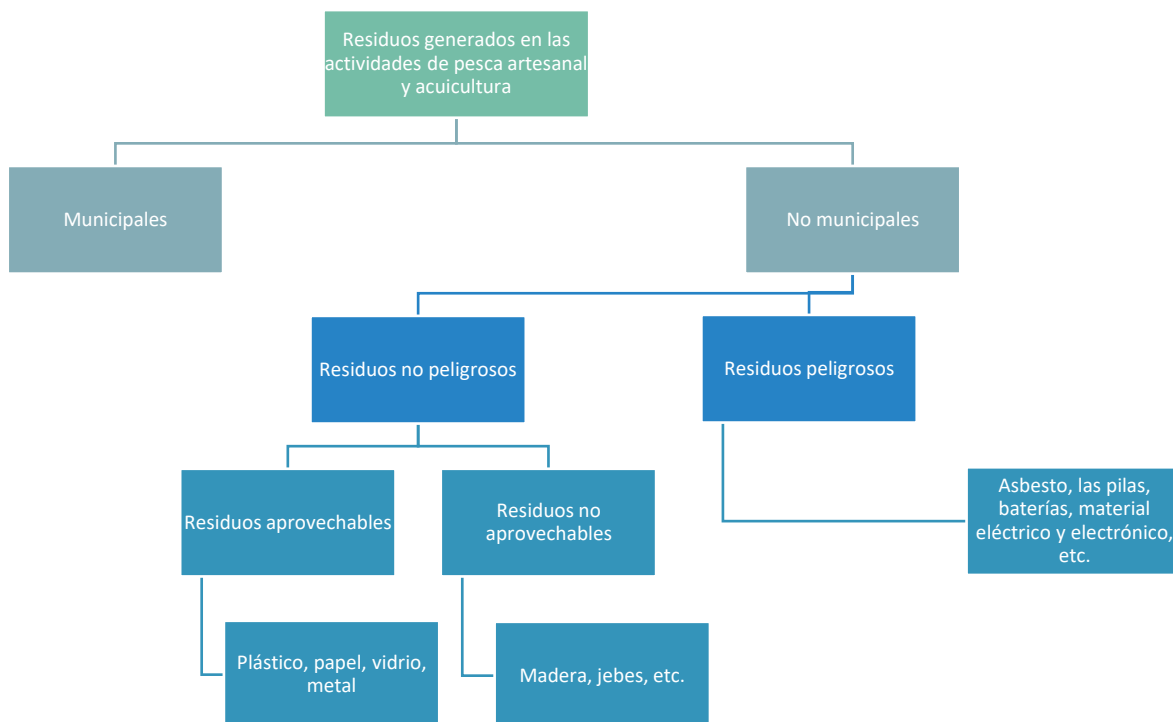 Residuos generados en las
actividades de pesca artesanal
y acuicultura
Municipales
No municipales
Residuos no peligrosos
Residuos peligrosos
Residuos aprovechables
Residuos no
aprovechables
Asbesto, las pilas,
baterías, material
eléctrico y electrónico,
etc.
Plástico, papel, vidrio,
metal
Madera, jebes, etc.